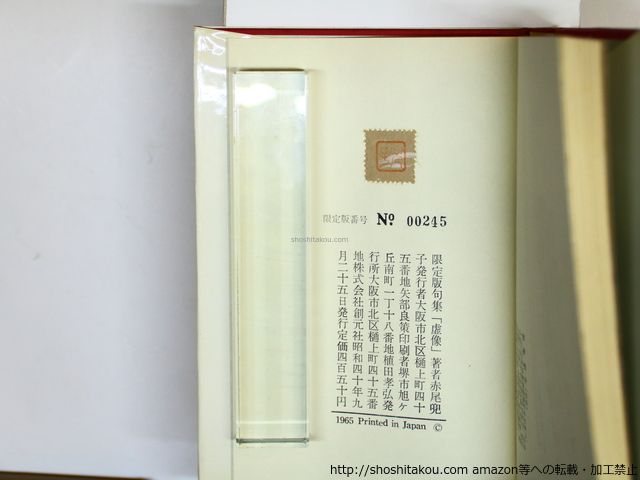 限定版番号 № 00245
shoshitakou.com
限定版句集「虚像」著者赤尾兜
子発行者大阪市北区樋上町四十
五番地矢部良策印刷者堺市旭ヶ
丘南町一丁十八番地植田孝弘発
行所大阪市北区樋上町四十五番
地株式会社創元社昭和四十年九
月二十五日発行定価四百五十円
1965 Printed in Japan ©
http://shoshitakou.com amazon等への転載・加工禁止